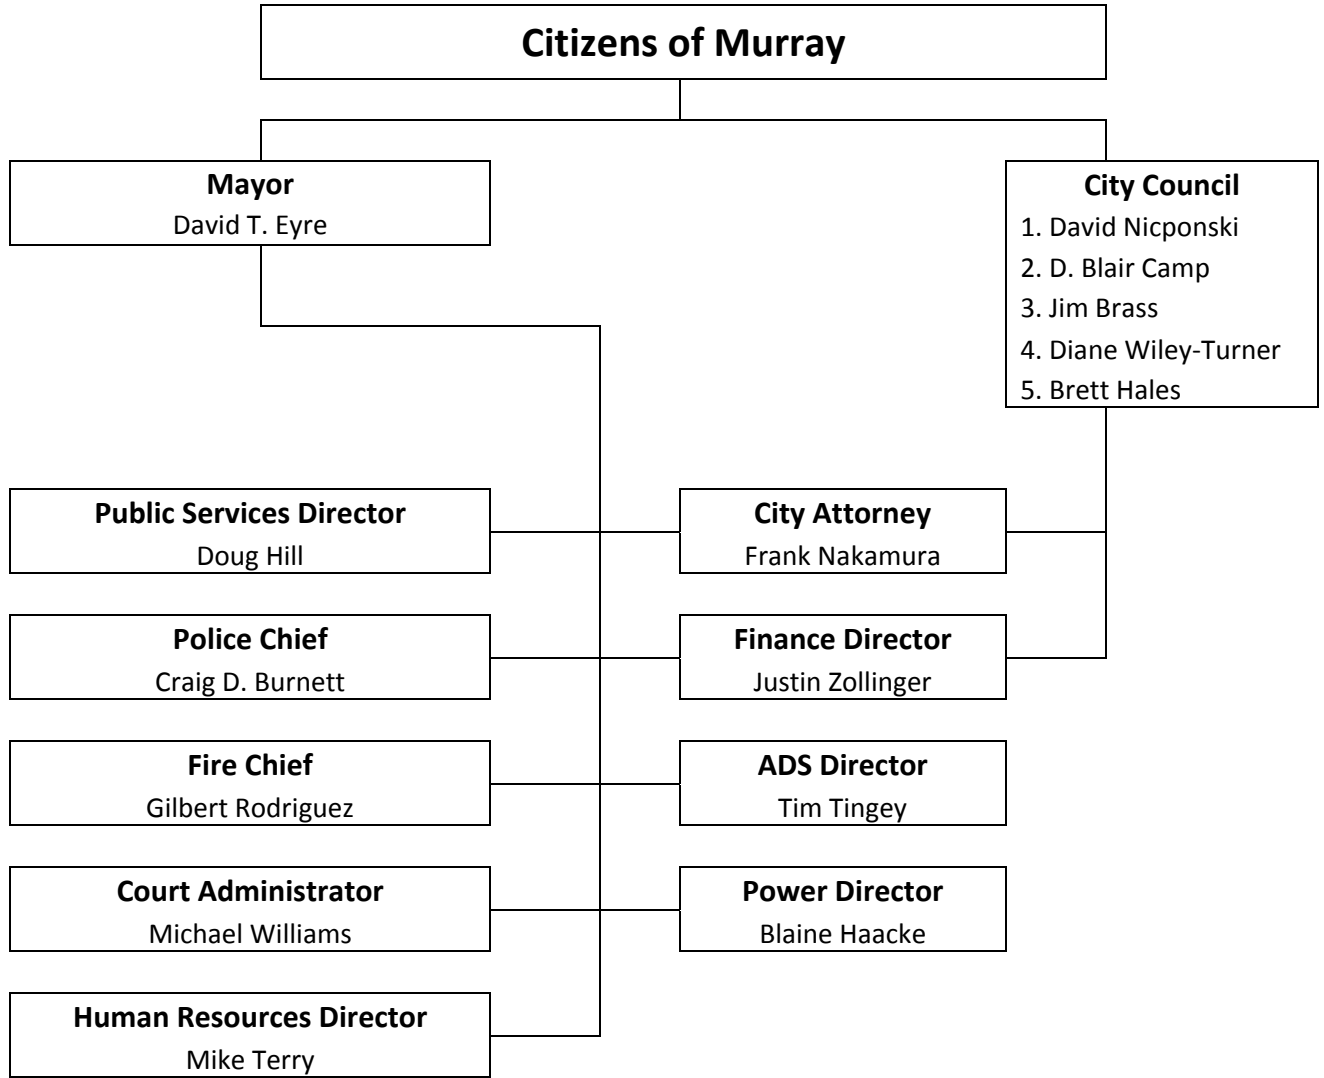 Citizens of Murray
Mayor
David T. Eyre
City Council
1. David Nicponski
2. D. Blair Camp
3. Jim Brass
4. Diane Wiley-Turner
5. Brett Hales
Public Services Director
Doug Hill
City Attorney
Frank Nakamura
Police Chief
Craig D. Burnett
Finance Director
Justin Zollinger
Fire Chief
Gilbert Rodriguez
ADS Director
Tim Tingey
Court Administrator
Michael Williams
Power Director
Blaine Haacke
Human Resources Director
Mike Terry